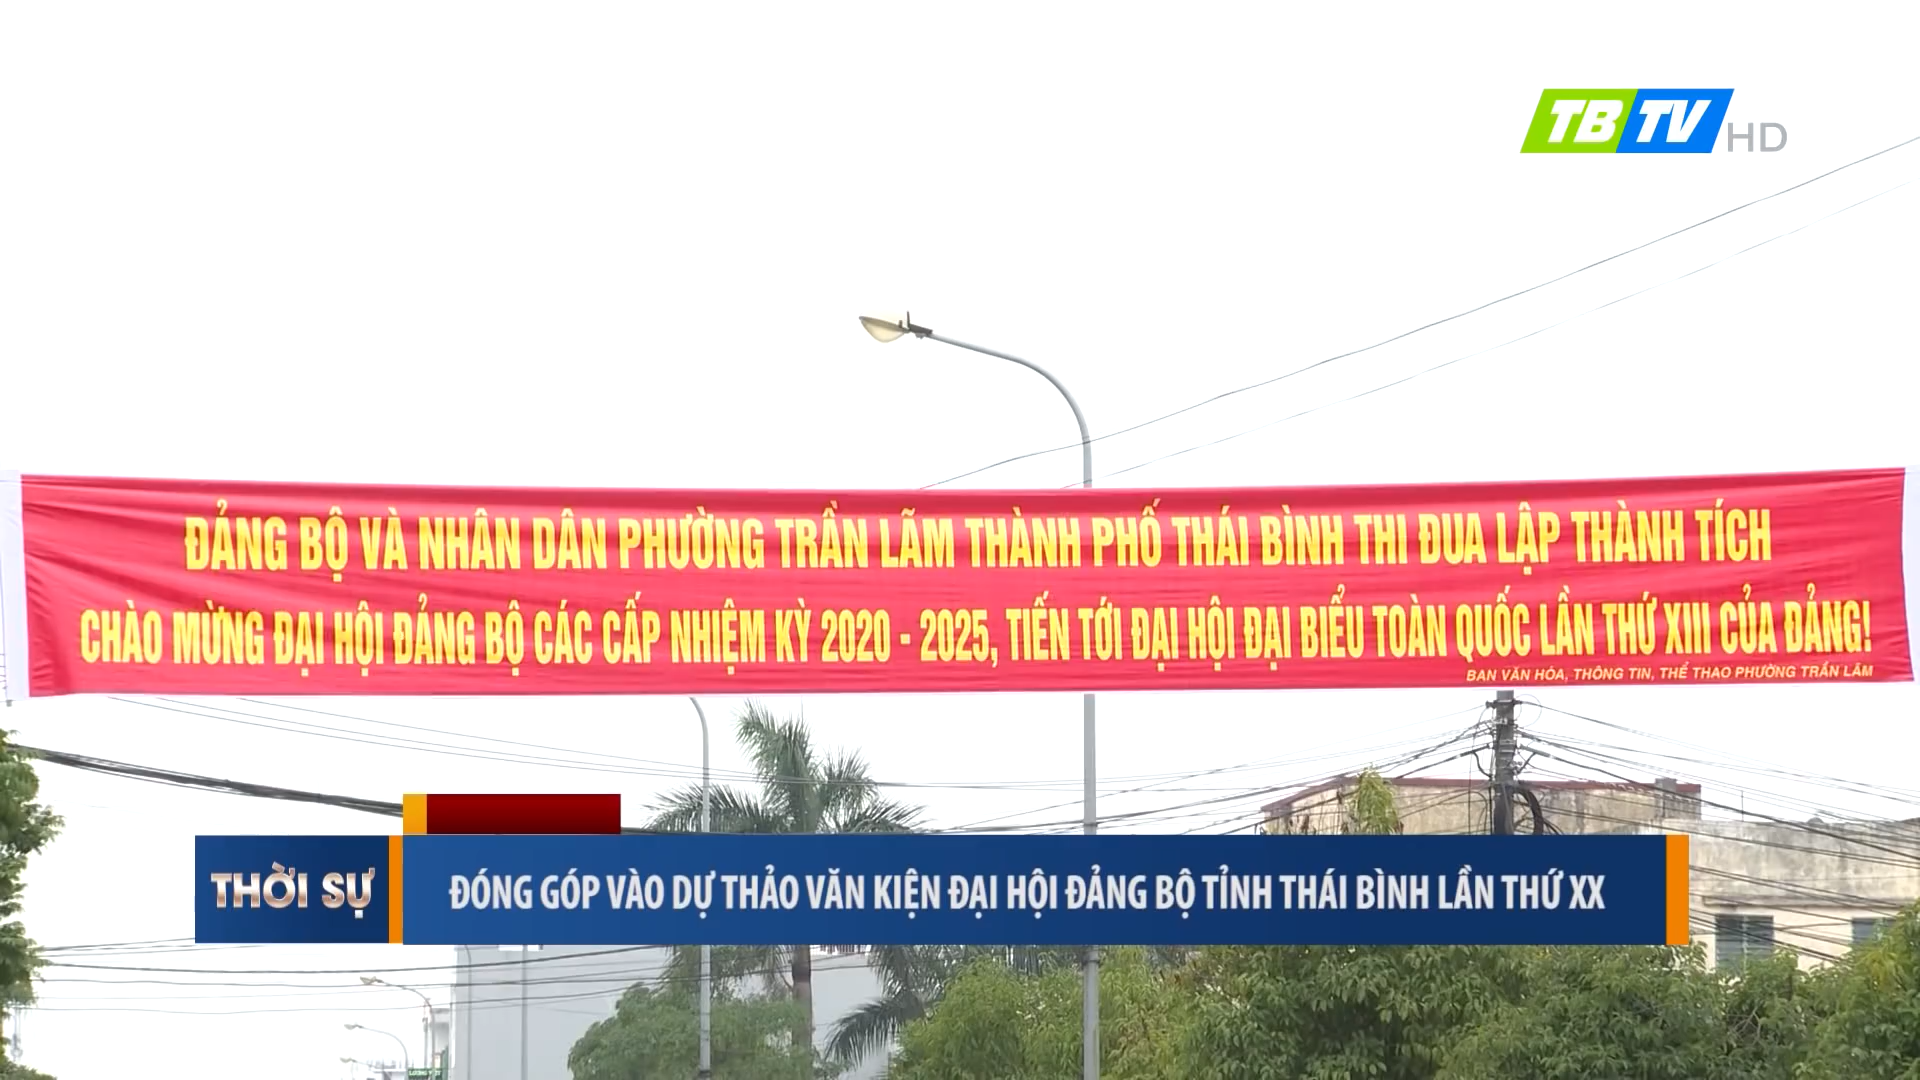 TBTV HD
ĐẢNG BỘ VÀ NHÂN DÂN PHƯỜNG TRẦN LÃM THÀNH PHỐ THÁI BÌNH THI ĐUA LẬP THÀNH TÍCH
CHÀO MỪNG ĐẠI HỘI ĐẢNG BỘ CÁC CẤP NHIỆM KỲ 2020 - 2025, TIẾN TỚI ĐẠI HỘI ĐẠI BIỂU TOÀN QUỐC LẦN THỨ XIII CỦA ĐẢNG!
BAN VĂN HÓA, THÔNG TIN, THỂ THAO PHƯỜNG TRẦN LÃM
THỜI SỰ
ĐÓNG GÓP VÀO DỰ THẢO VĂN KIỆN ĐẠI HỘI ĐẢNG BỘ TỈNH THÁI BÌNH LẦN THỨ XX